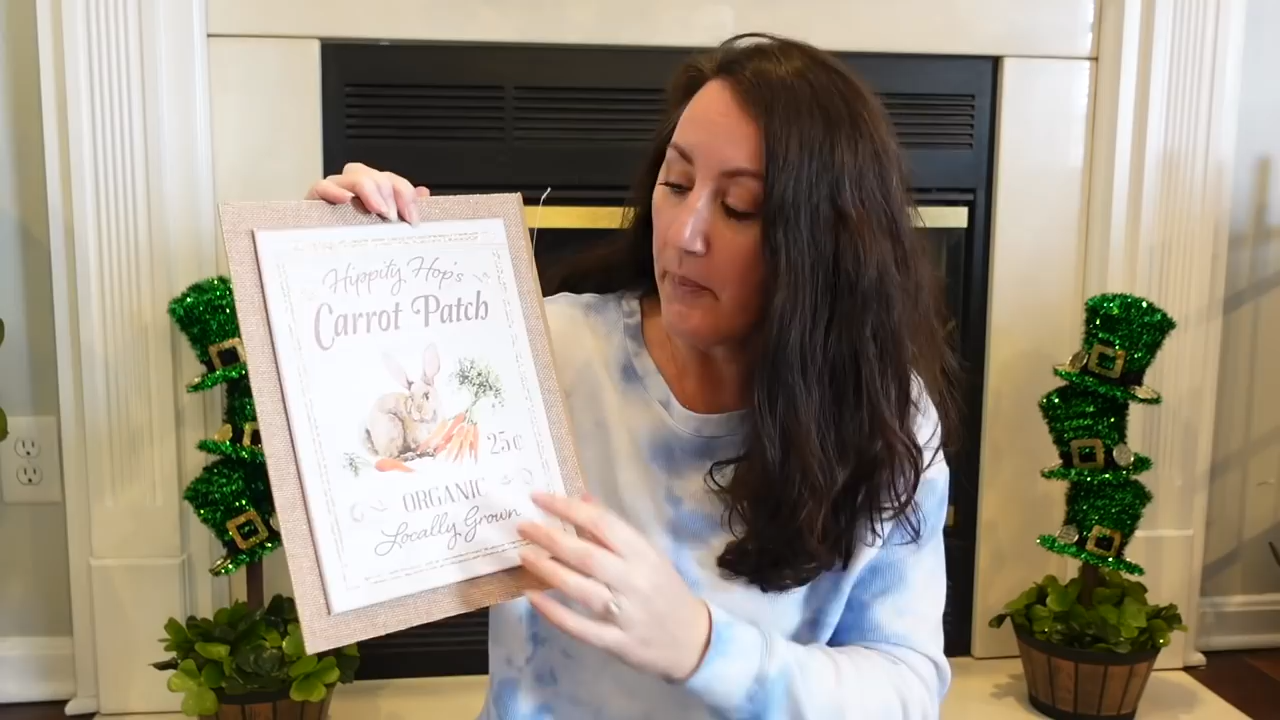 Hippity Hop's
Carrot Patch
25¢
ORGANIC
Locally Grown